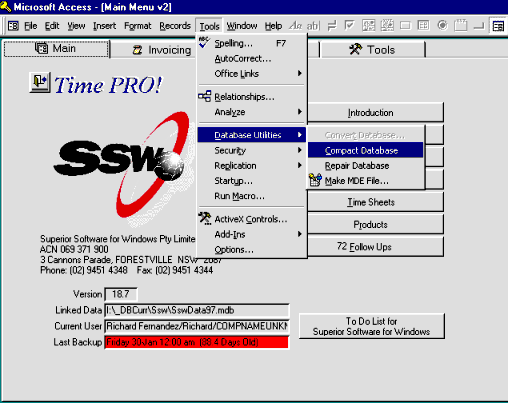 Microsoft Access - [Main Menu v2]
File Edit View Insert Format Records Tools Window Help
Main
Invoicing
Tools
Time PRO!
Spelling... F7
AutoCorrect...
Office Links
Relationships...
Analyze
Database Utilities
Security
Replication
Startup...
Run Macro...
ActiveX Controls...
Add-Ins
Options...
Convert Database...
Compact Database
Repair Database
Make MDE File...
Introduction
Time Sheets
Products
72 Follow Ups
SSW
Superior Software for Windows Pty Limite
ACN 069 371 900
3 Cannons Parade, FORESTVILLE NSW 2087
Phone: (02) 9451 4348 Fax: (02) 9451 4344
Version 18.7
Linked Data I:\_DBCurr\Ssw\SswData97.mdb
Current User Richard Fernandez/Richard/COMPNAMEUNKN
Last Backup Friday 30 Jan 12:00 am (89.4 Days Old)
To Do List for
Superior Software for Windows